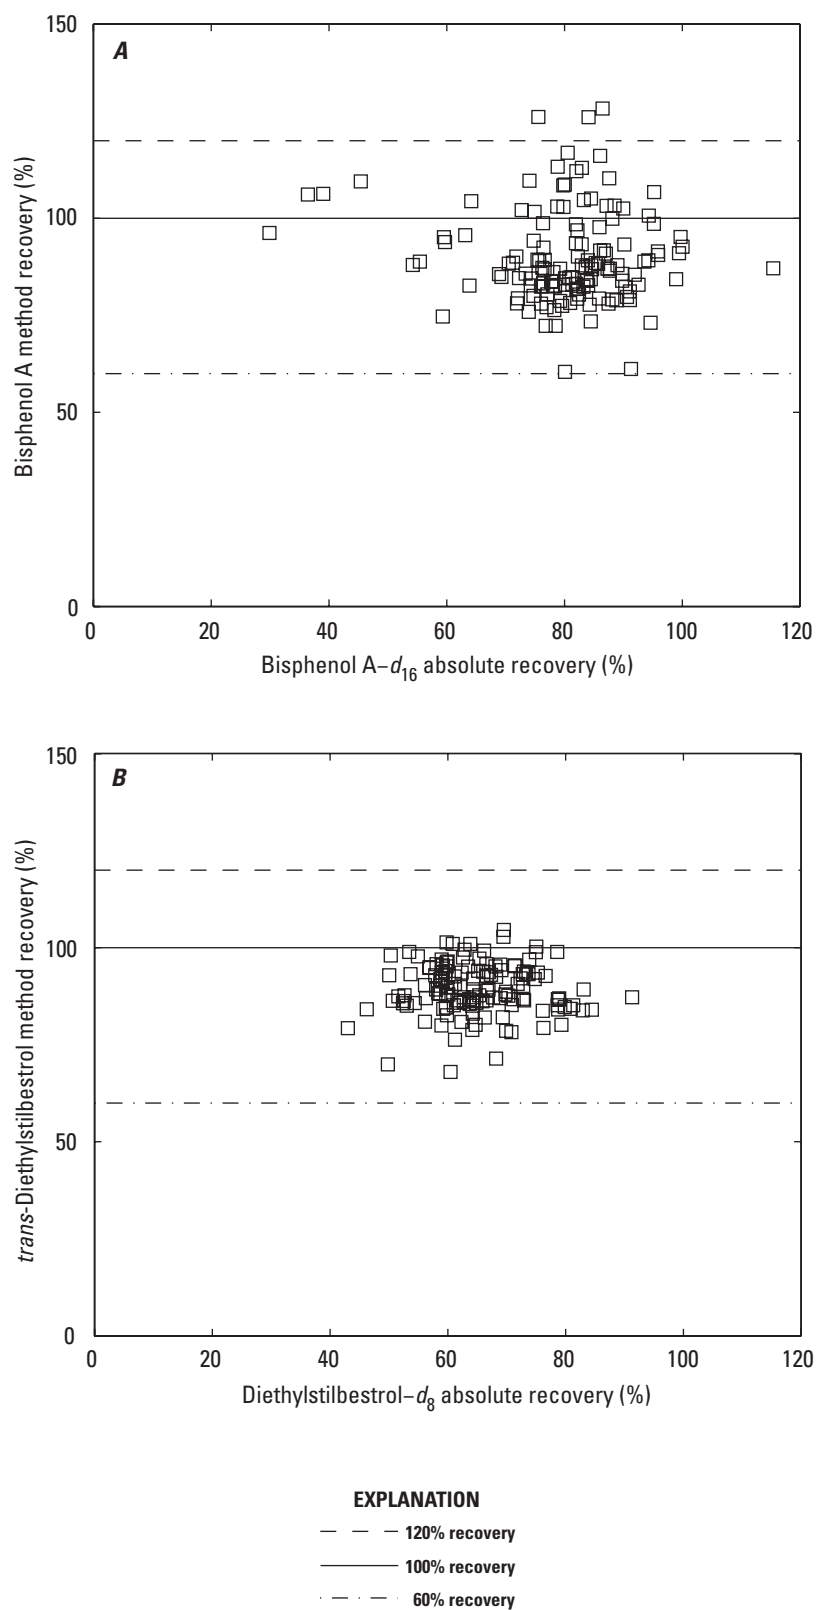 150
A
100
50
0
Bisphenol A method recovery (%)
0 20 40 60 80 100 120
Bisphenol A–d16 absolute recovery (%)
150
B
100
50
0
trans-Diethylstilbestrol method recovery (%)
0 20 40 60 80 100 120
Diethylstilbestrol–d8 absolute recovery (%)
EXPLANATION
120% recovery
100% recovery
60% recovery